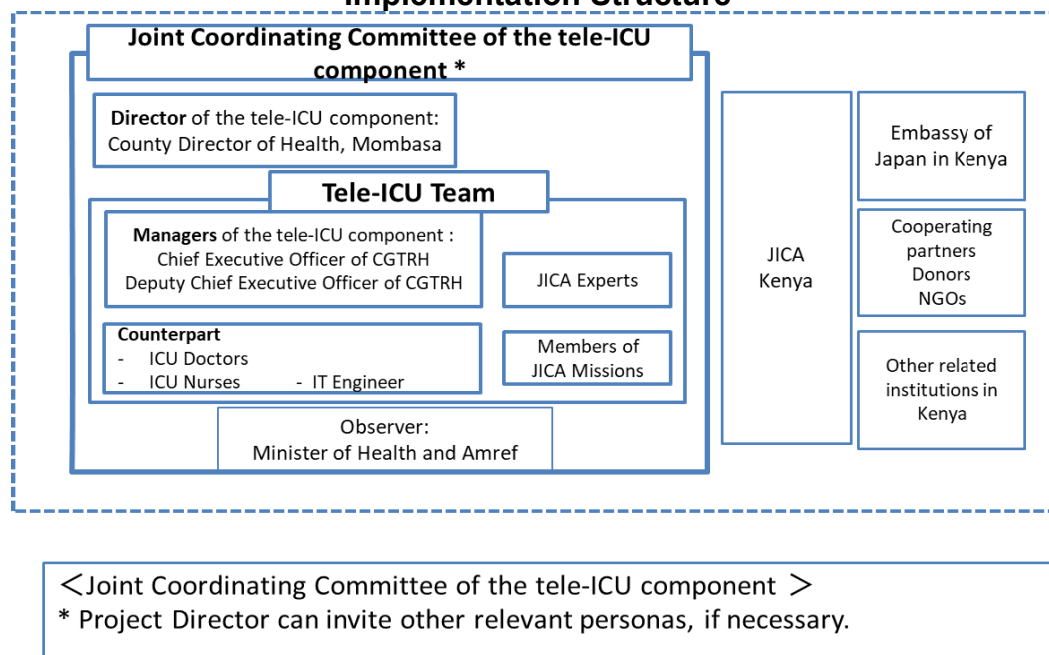 Implementation Structure
Joint Coordinating Committee of the tele-ICU
component *
Director of the tele-ICU component:
County Director of Health, Mombasa
Tele-ICU Team
Managers of the tele-ICU component :
Chief Executive Officer of CGTRH
Deputy Chief Executive Officer of CGTRH
JICA Experts
Counterpart
- ICU Doctors
- ICU Nurses - IT Engineer
Members of
JICA Missions
Observer:
Minister of Health and Amref
JICA
Kenya
Embassy of
Japan in Kenya
Cooperating
partners
Donors
NGOs
Other related
institutions in
Kenya
＜Joint Coordinating Committee of the tele-ICU component ＞
* Project Director can invite other relevant personas, if necessary.